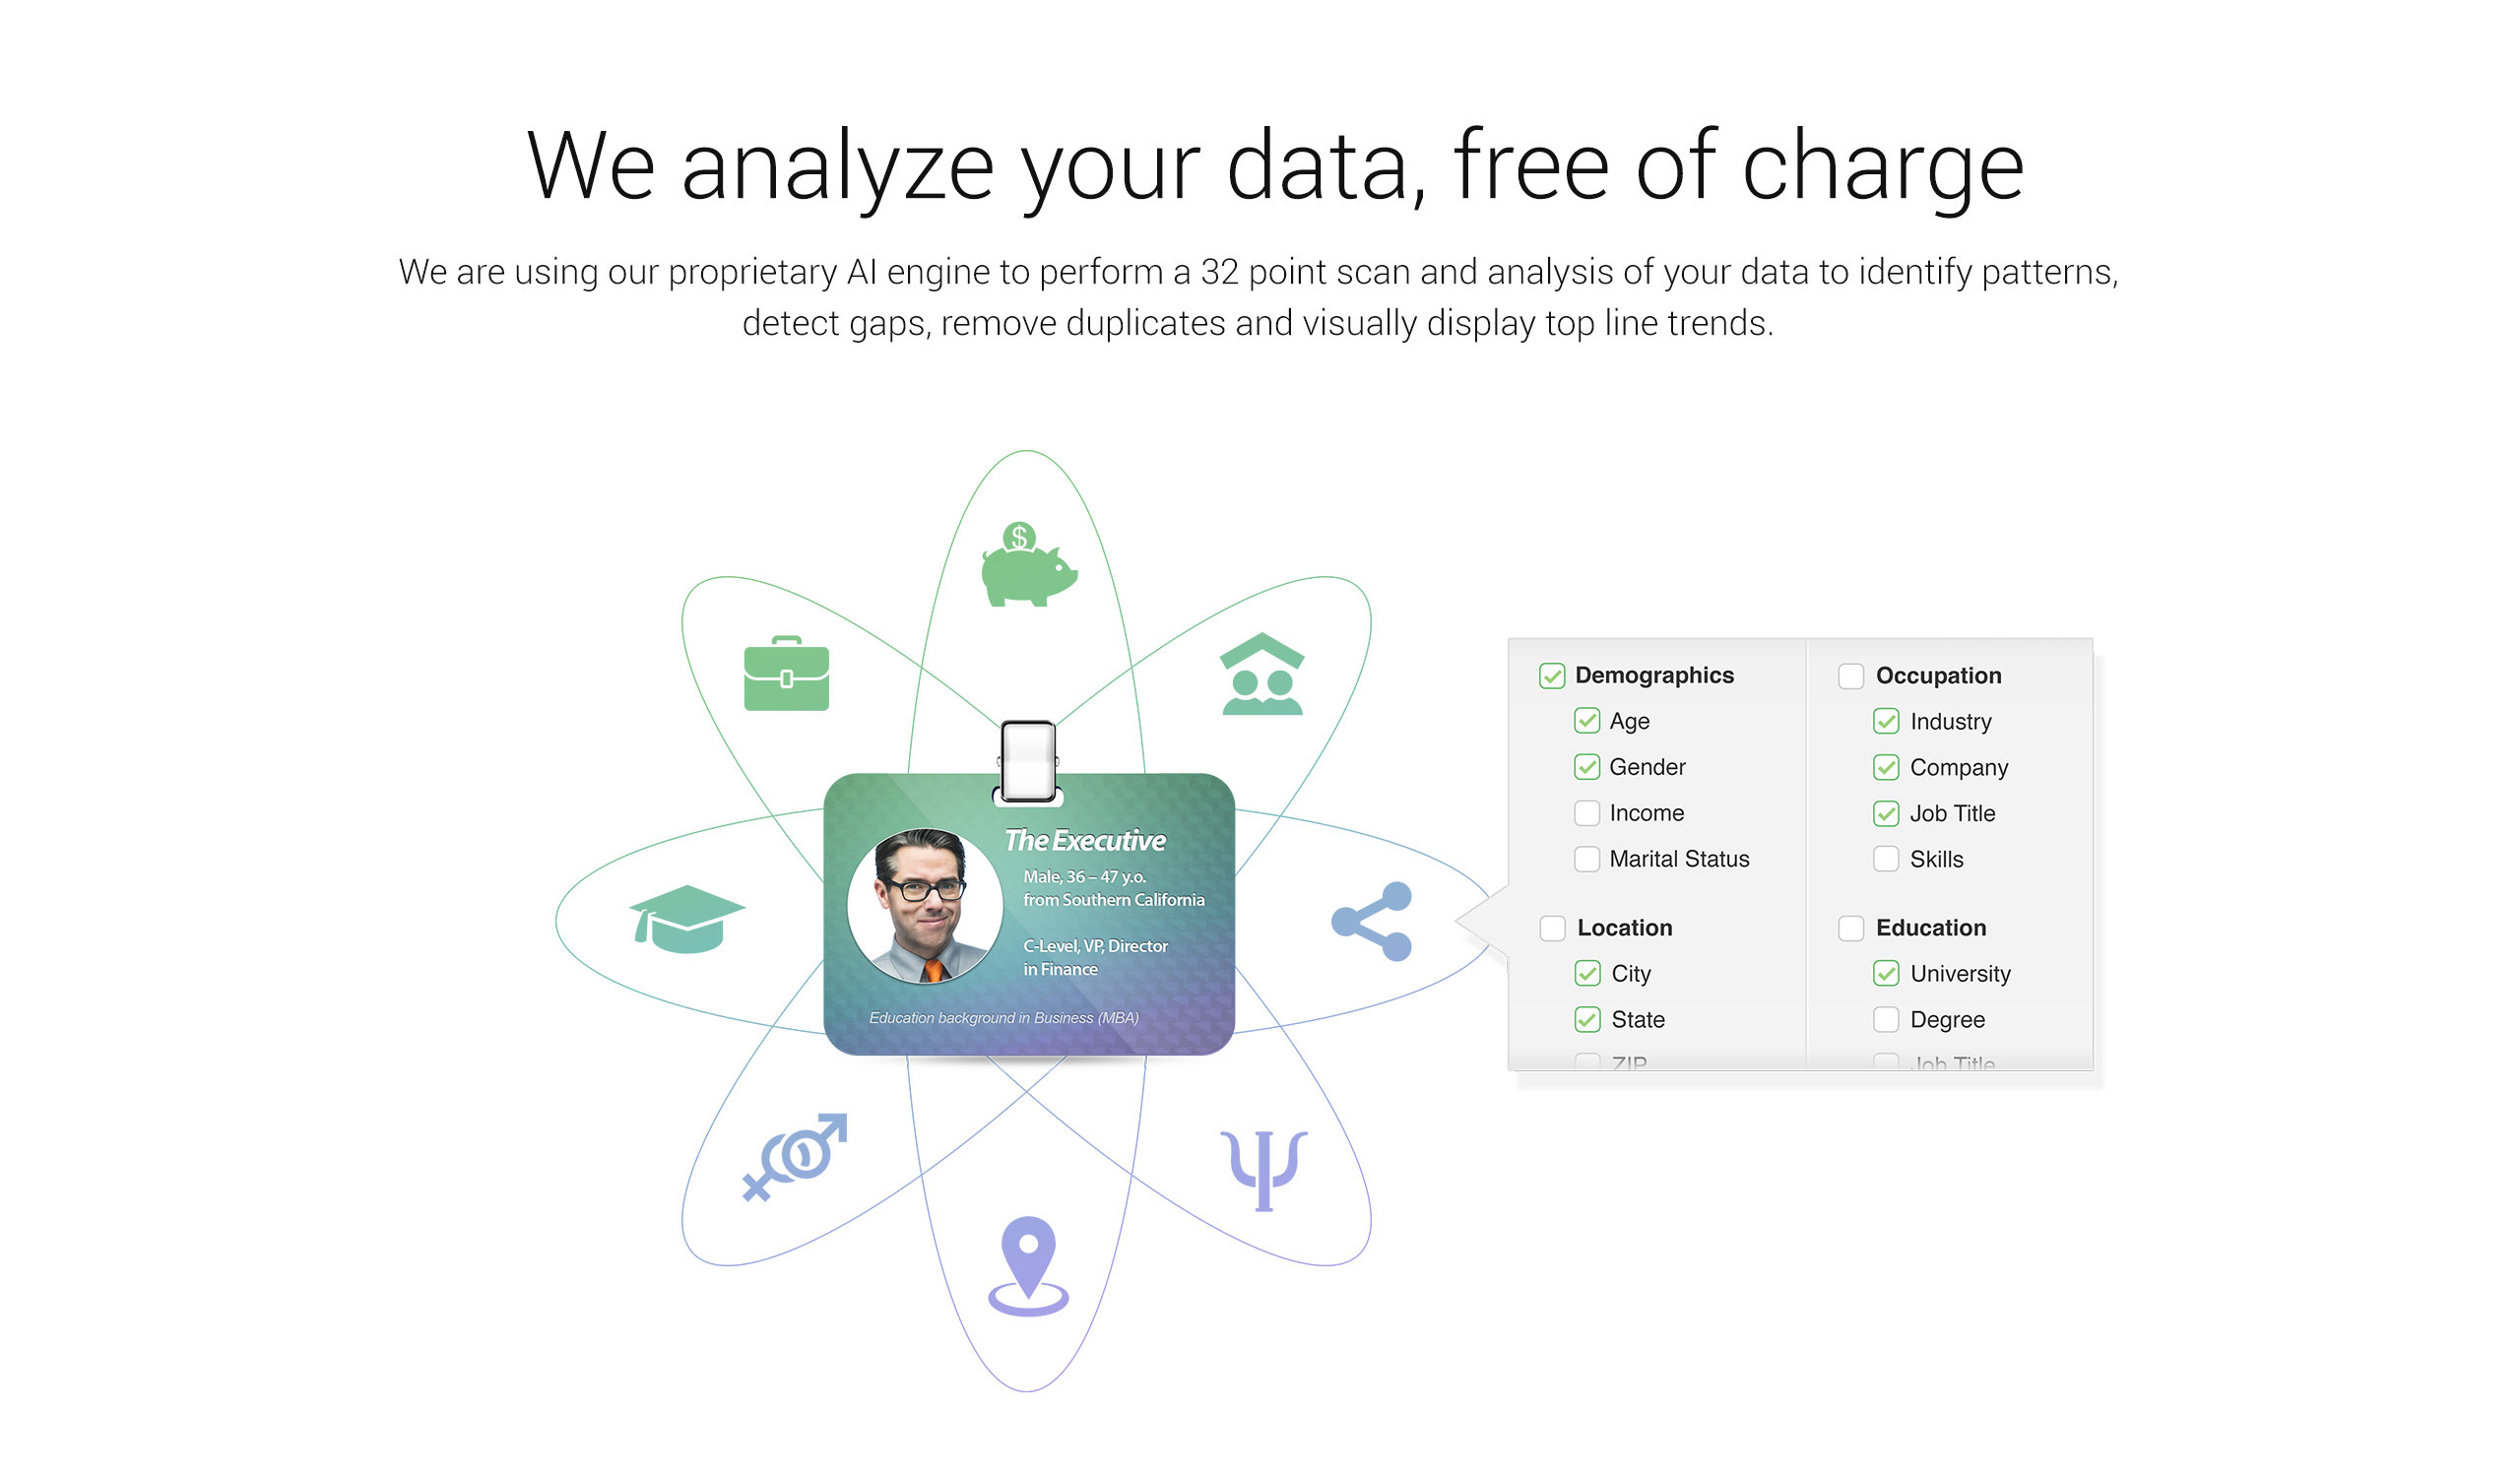 We analyze your data, free of charge
We are using our proprietary AI engine to perform a 32 point scan and analysis of your data to identify patterns,
detect gaps, remove duplicates and visually display top line trends.
$
The Executive
Male, 36 – 47 y.o.
from Southern California
C-Level, VP, Director
in Finance
Education background in Business (MBA)
Demographics
Age
Gender
Income
Marital Status
Location
City
State
ZIP
Occupation
Industry
Company
Job Title
Skills
Education
University
Degree
Job Title